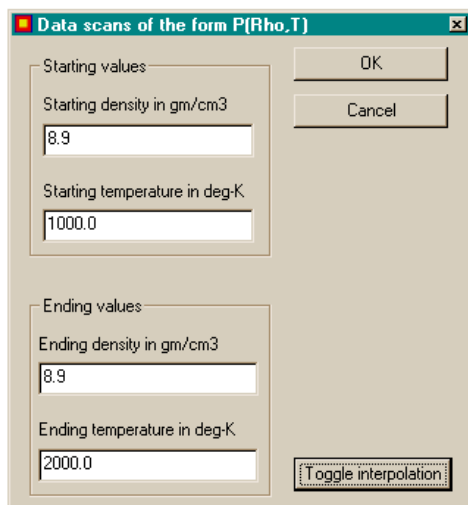 Data scans of the form P(Rho,T)
Starting values
Starting density in gm/cm3
8.9
Starting temperature in deg-K
1000.0
OK
Cancel
Ending values
Ending density in gm/cm3
8.9
Ending temperature in deg-K
2000.0
Toggle interpolation